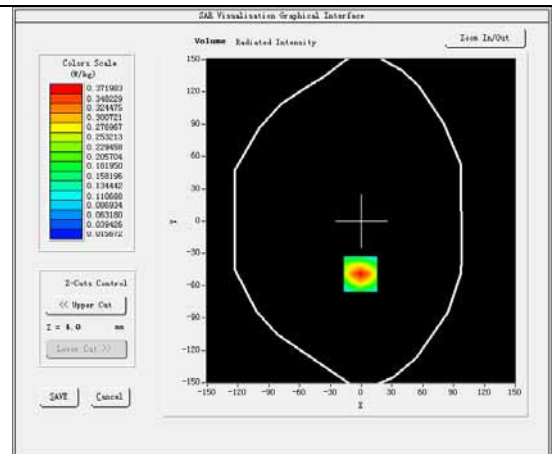 SAR Visualisation Graphical Interface
Volume Radiated Intensity
Zoom In/Out
Colors Scale
(W/kg)
0.371983
0.348229
0.324475
0.300721
0.276967
0.253213
0.229458
0.205704
0.181950
0.158196
0.134442
0.110688
0.086934
0.063180
0.039426
0.015672
150
90
60
30
0
-30
-60
-90
-120
-150
Y
-150 -120 -90 -60 -30 0 30 60 90 120 150
X
Z-Cuts Control
<< Upper Cut
Z = 4.0 mm
Lower Cut >>
SAVE Cancel